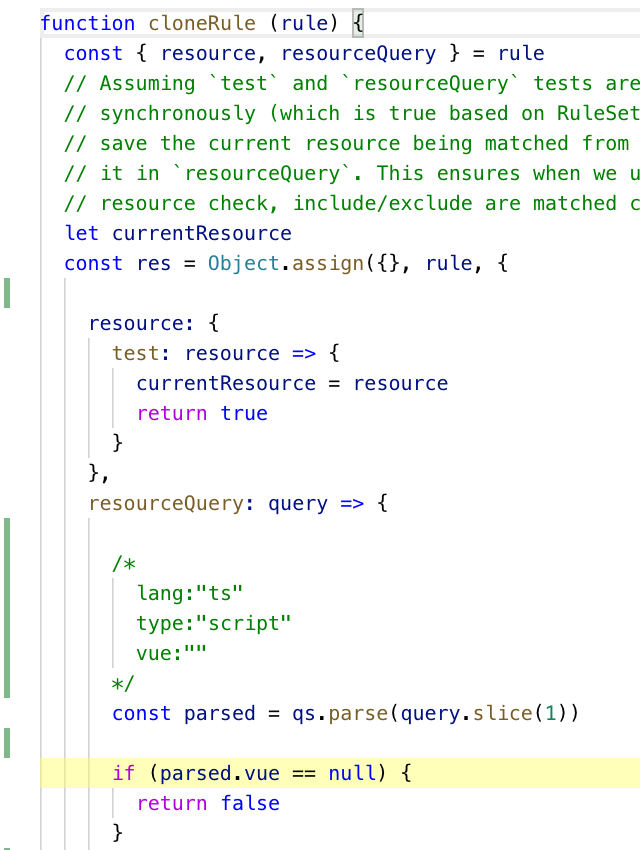 function cloneRule (rule) {
const { resource, resourceQuery } = rule
// Assuming `test` and `resourceQuery` tests are
// synchronously (which is true based on RuleSet
// save the current resource being matched from
// it in `resourceQuery`. This ensures when we u
// resource check, include/exclude are matched c
let currentResource
const res = Object.assign({}, rule, {
resource: {
test: resource => {
currentResource = resource
return true
}
},
resourceQuery: query => {
/*
lang:"ts"
type:"script"
vue:""
*/
const parsed = qs.parse(query.slice(1))
if (parsed.vue == null) {
return false
}